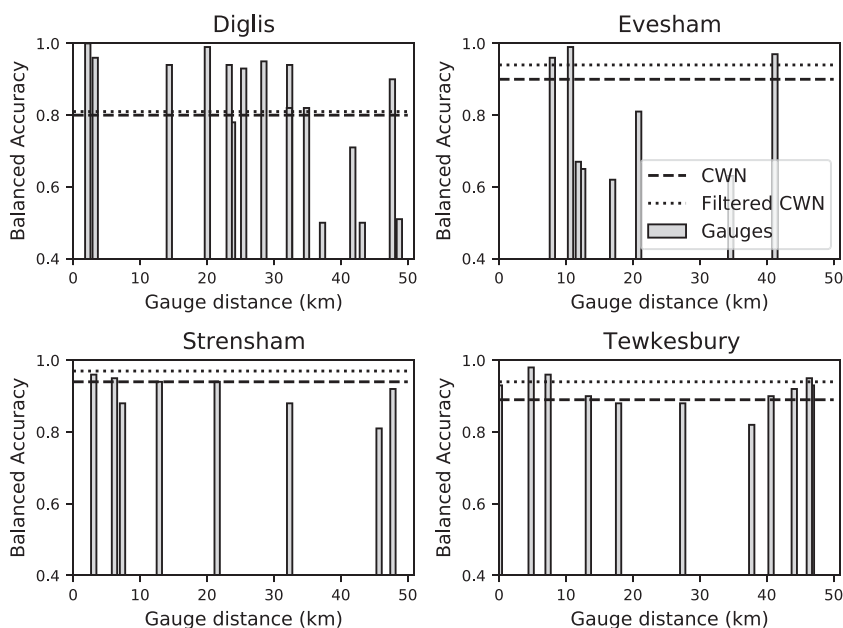 Diglis
Evesham
Balanced Accuracy
1.0
0.8
0.6
0.4
0 10 20 30 40 50
Gauge distance (km)
Balanced Accuracy
1.0
0.8
0.6
0.4
CWN
Filtered CWN
Gauges
0 10 20 30 40 50
Gauge distance (km)
Strensham
Tewkesbury
Balanced Accuracy
1.0
0.8
0.6
0.4
0 10 20 30 40 50
Gauge distance (km)
Balanced Accuracy
1.0
0.8
0.6
0.4
0 10 20 30 40 50
Gauge distance (km)